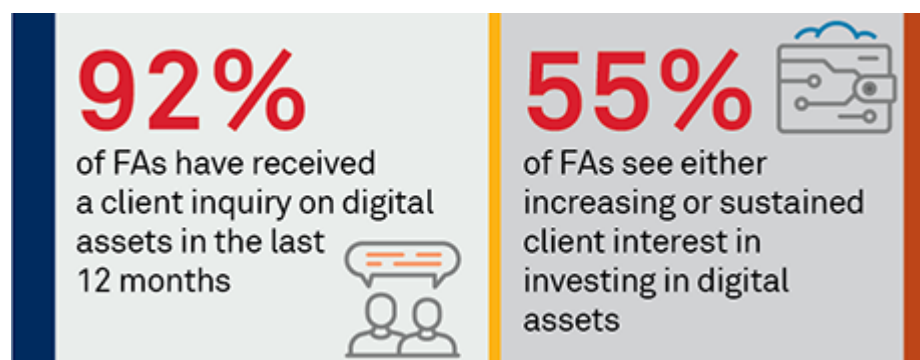 92%
of FAs have received
a client inquiry on digital
assets in the last
12 months
55%
of FAs see either
increasing or sustained
client interest in
investing in digital
assets